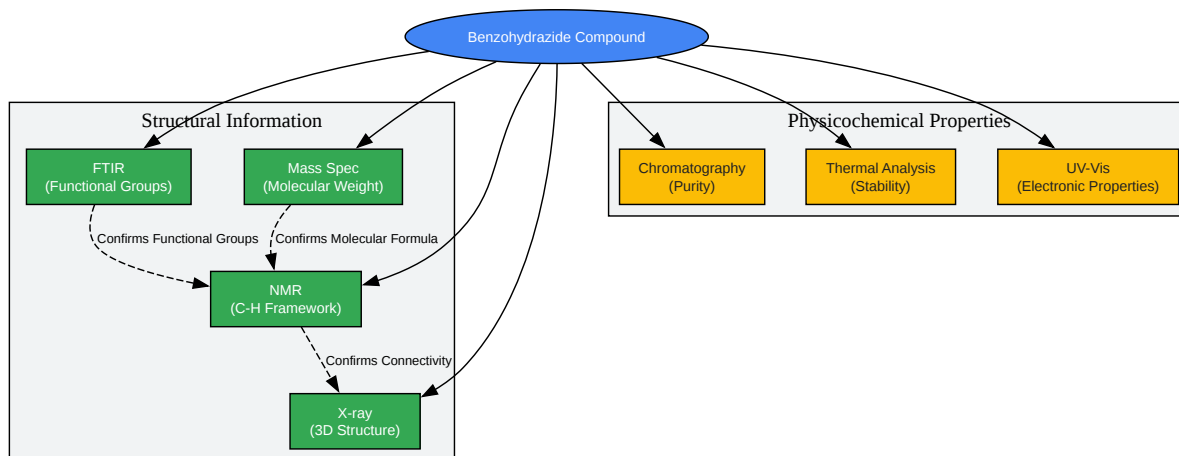 Benzohydrazide Compound
Structural Information
Physicochemical Properties
FTIR
(Functional Groups)
Mass Spec
(Molecular Weight)
Chromatography
(Purity)
Thermal Analysis
(Stability)
UV-Vis
(Electronic Properties)
Confirms Functional Groups
Confirms Molecular Formula
NMR
(C-H Framework)
Confirms Connectivity
X-ray
(3D Structure)